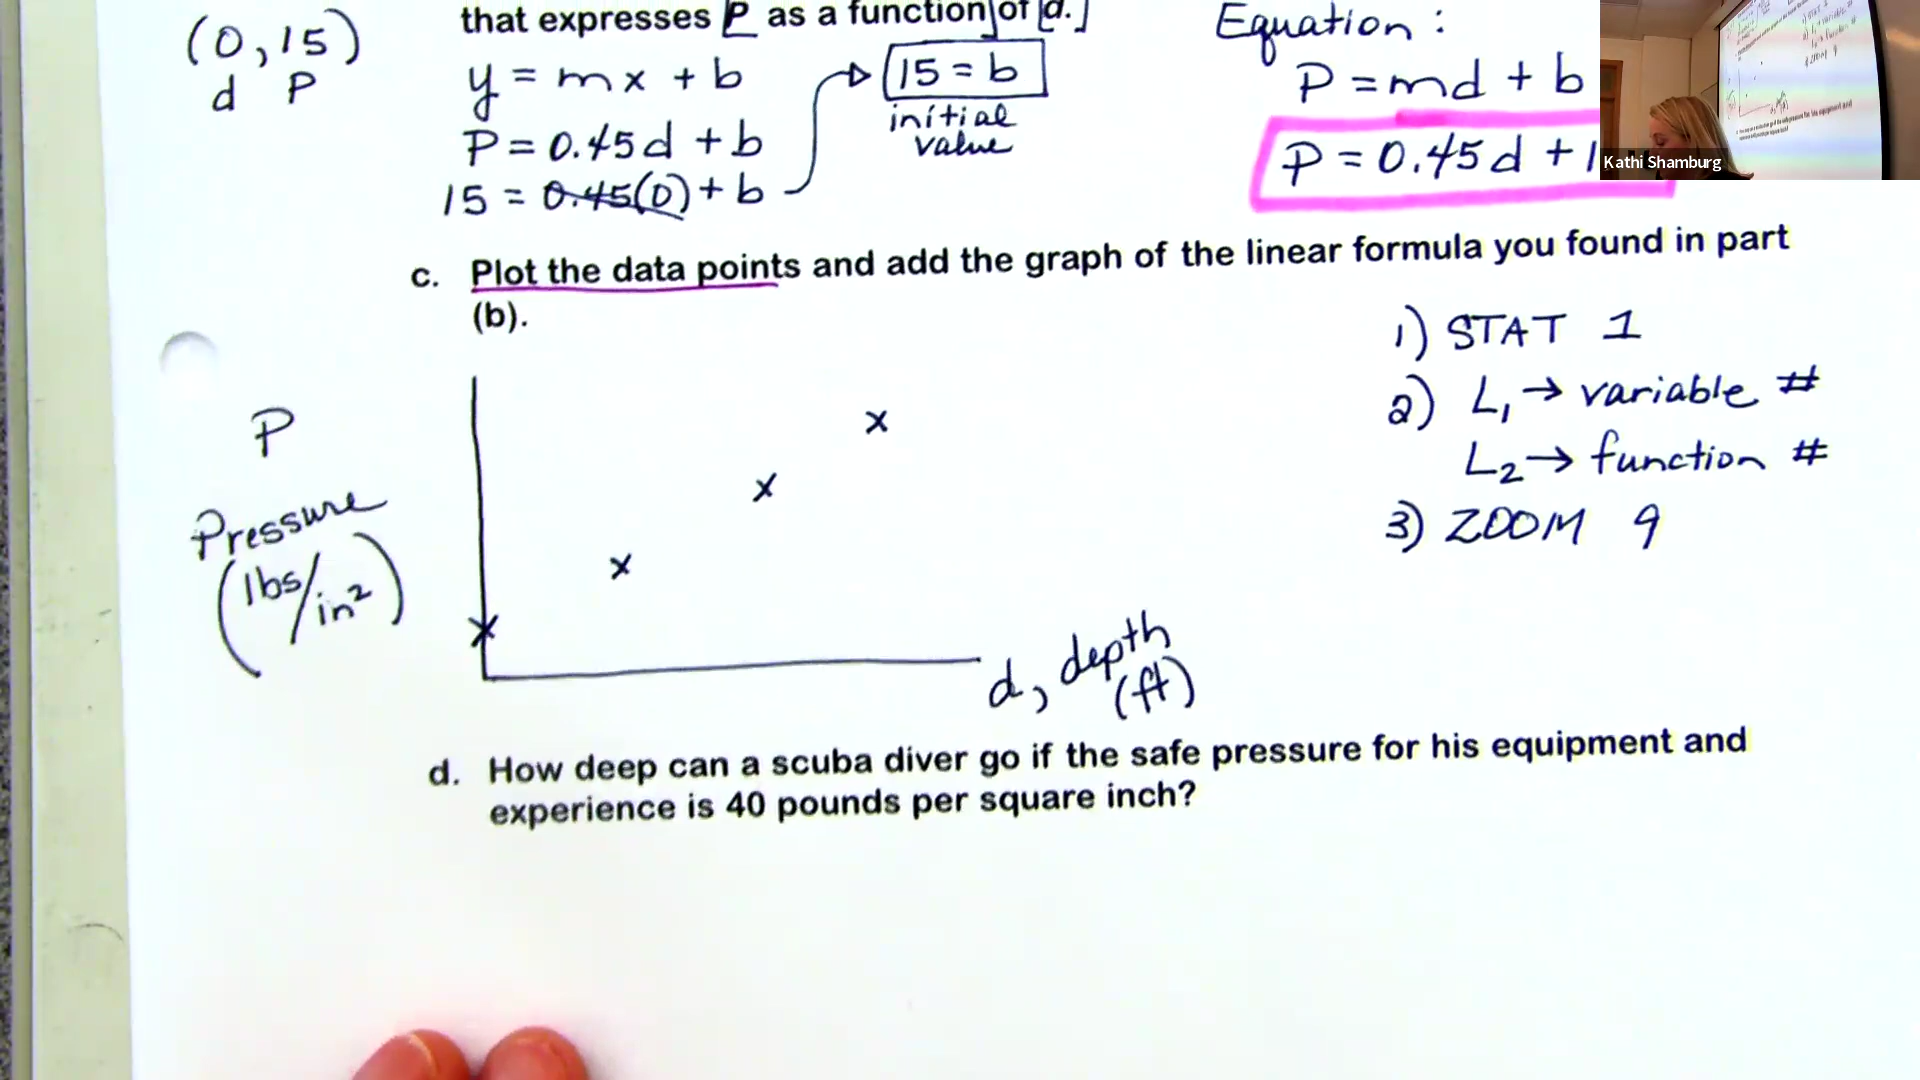 (0,15)
d P
that expresses P as a function of d.
y = mx + b
P = 0.45d + b
15 = 0.45(0) + b
15 = b
initial
value
Equation :
P = md + b
P = 0.45d + 1
Kathi Shamburg
c. Plot the data points and add the graph of the linear formula you found in part
(b).
1) STAT 1
2) L1 → variable #
L2 → function #
3) ZOOM 9
P
Pressure
(lbs/in²)
x
x
x
x
d, depth
(ft)
d. How deep can a scuba diver go if the safe pressure for his equipment and
experience is 40 pounds per square inch?